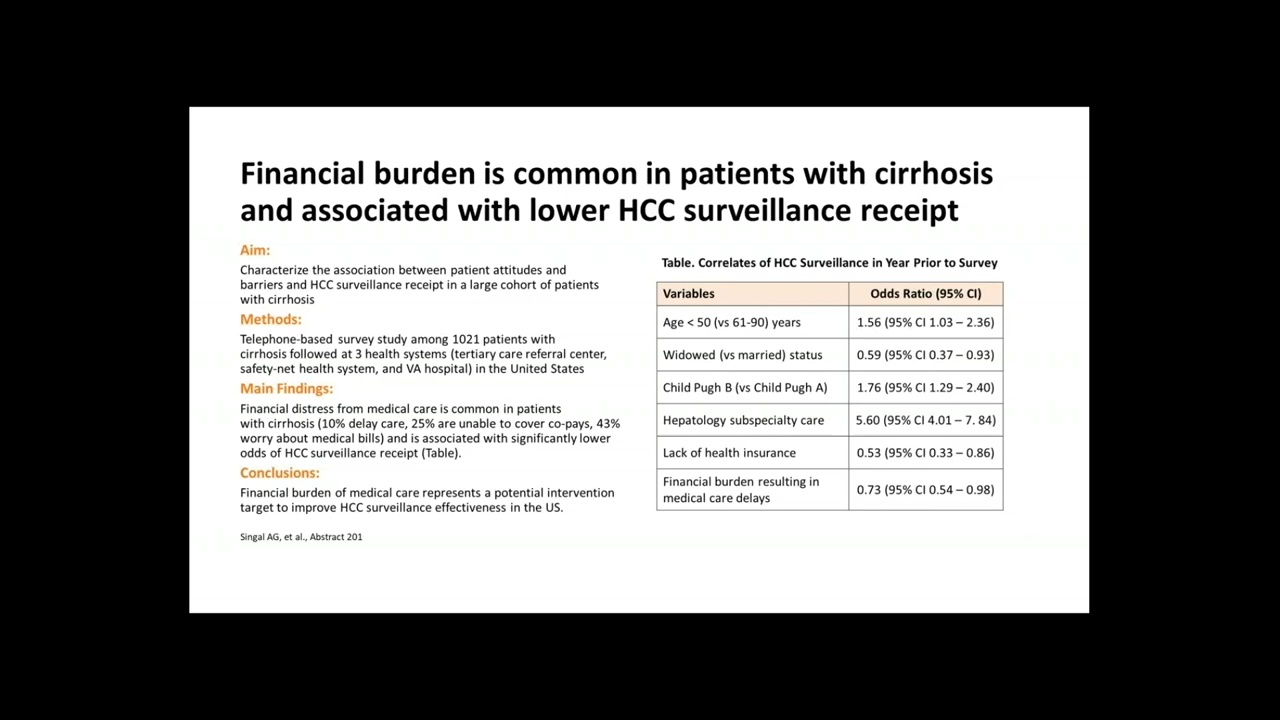 Financial burden is common in patients with cirrhosis
and associated with lower HCC surveillance receipt
Aim:
Characterize the association between patient attitudes and
barriers and HCC surveillance receipt in a large cohort of patients
with cirrhosis
Methods:
Telephone-based survey study among 1021 patients with
cirrhosis followed at 3 health systems (tertiary care referral center,
safety-net health system, and VA hospital) in the United States
Main Findings:
Financial distress from medical care is common in patients
with cirrhosis (10% delay care, 25% are unable to cover co-pays, 43%
worry about medical bills) and is associated with significantly lower
odds of HCC surveillance receipt (Table).
Conclusions:
Financial burden of medical care represents a potential intervention
target to improve HCC surveillance effectiveness in the US.
Singal AG, et al., Abstract 201
Table. Correlates of HCC Surveillance in Year Prior to Survey
Variables Odds Ratio (95% CI)
Age < 50 (vs 61-90) years 1.56 (95% CI 1.03 – 2.36)
Widowed (vs married) status 0.59 (95% CI 0.37 – 0.93)
Child Pugh B (vs Child Pugh A) 1.76 (95% CI 1.29 – 2.40)
Hepatology subspecialty care 5.60 (95% CI 4.01 – 7. 84)
Lack of health insurance 0.53 (95% CI 0.33 – 0.86)
Financial burden resulting in
medical care delays 0.73 (95% CI 0.54 – 0.98)